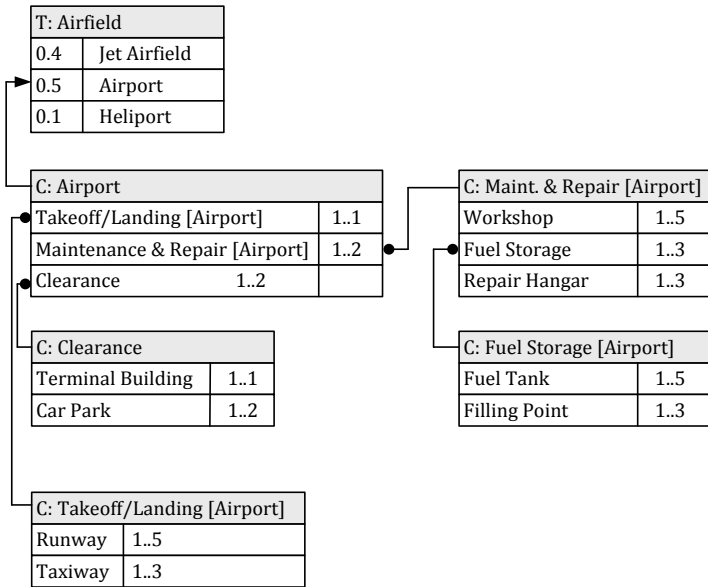 T: Airfield
0.4 Jet Airfield
0.5 Airport
0.1 Heliport
C: Airport
Takeoff/Landing [Airport] 1..1
Maintenance & Repair [Airport] 1..2
Clearance 1..2
C: Maint. & Repair [Airport]
Workshop 1..5
Fuel Storage 1..3
Repair Hangar 1..3
C: Clearance
Terminal Building 1..1
Car Park 1..2
C: Fuel Storage [Airport]
Fuel Tank 1..5
Filling Point 1..3
C: Takeoff/Landing [Airport]
Runway 1..5
Taxiway 1..3